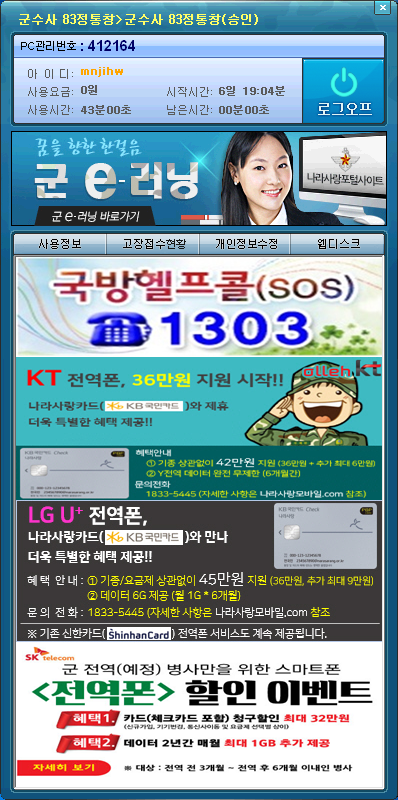 군수사 83정통창>군수사 83정통창(승인)
PC관리번호 : 412164
아 이 디: mnjihw
사용요금: 0원 시작시간: 6일 19:04분
사용시간: 43분00초 남은시간: 00분00초
로그오프
꿈을 향한 한걸음
군 e-러닝
군 e-러닝 바로가기
나라사랑포털사이트
사용정보 고장접수현황 개인정보수정 웹디스크
국방헬프콜(SOS)
1303
olleh kt
KT 전역폰, 36만원 지원 시작!!
나라사랑카드( KB국민카드)와 제휴
더욱 특별한 혜택 제공!!
혜택안내
① 기종 상관없이 42만원 지원 (36만원 + 추가 최대 6만원)
② Y전역 데이터 완전 무제한 (6개월간)
문의전화
1833-5445 (자세한 사항은 나라사랑모바일.com 참조)
LG U+ 전역폰,
나라사랑카드( KB국민카드)와 만나
더욱 특별한 혜택 제공!!
혜 택 안 내 : ① 기종/요금제 상관없이 45만원 지원 (36만원, 추가 최대 9만원)
② 데이터 6G 제공 (월 1G * 6개월)
문 의 전 화 : 1833-5445 (자세한 사항은 나라사랑모바일.com 참조
※ 기존 신한카드( ShinhanCard) 전역폰 서비스도 계속 제공됩니다.
SK telecom
군 전역(예정) 병사만을 위한 스마트폰
<전역폰> 할인 이벤트
혜택1. 카드(체크카드 포함) 청구할인 최대 32만원
(신규가입, 기기변경, 통신사이동 및 요금제 선택별 상이)
혜택2. 데이터 2년간 매월 최대 1GB 추가 제공
자세히 보기 ※ 대상 : 전역 전 3개월 ~ 전역 후 6개월 이내인 병사